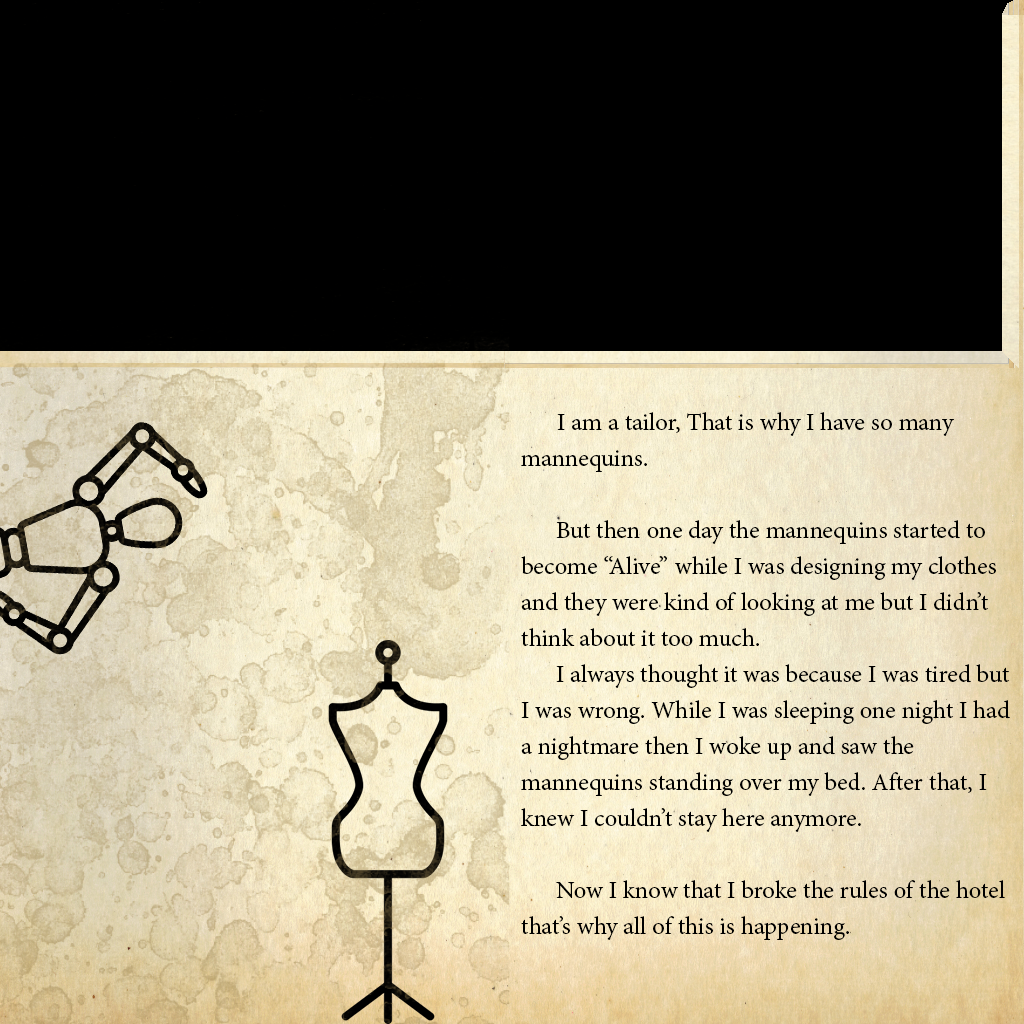 I am a tailor, That is why I have so many
mannequins.
But then one day the mannequins started to
become “Alive” while I was designing my clothes
and they were kind of looking at me but I didn’t
think about it too much.
I always thought it was because I was tired but
I was wrong. While I was sleeping one night I had
a nightmare then I woke up and saw the
mannequins standing over my bed. After that, I
knew I couldn’t stay here anymore.
Now I know that I broke the rules of the hotel
that’s why all of this is happening.